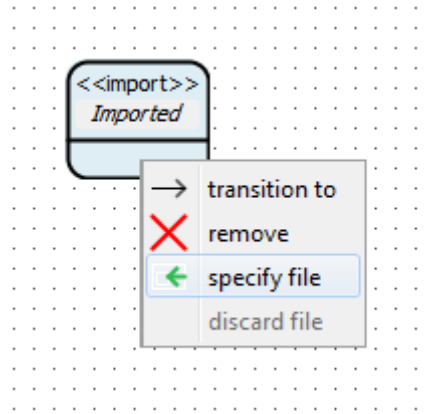 <<import>>
Imported
transition to
remove
specify file
discard file